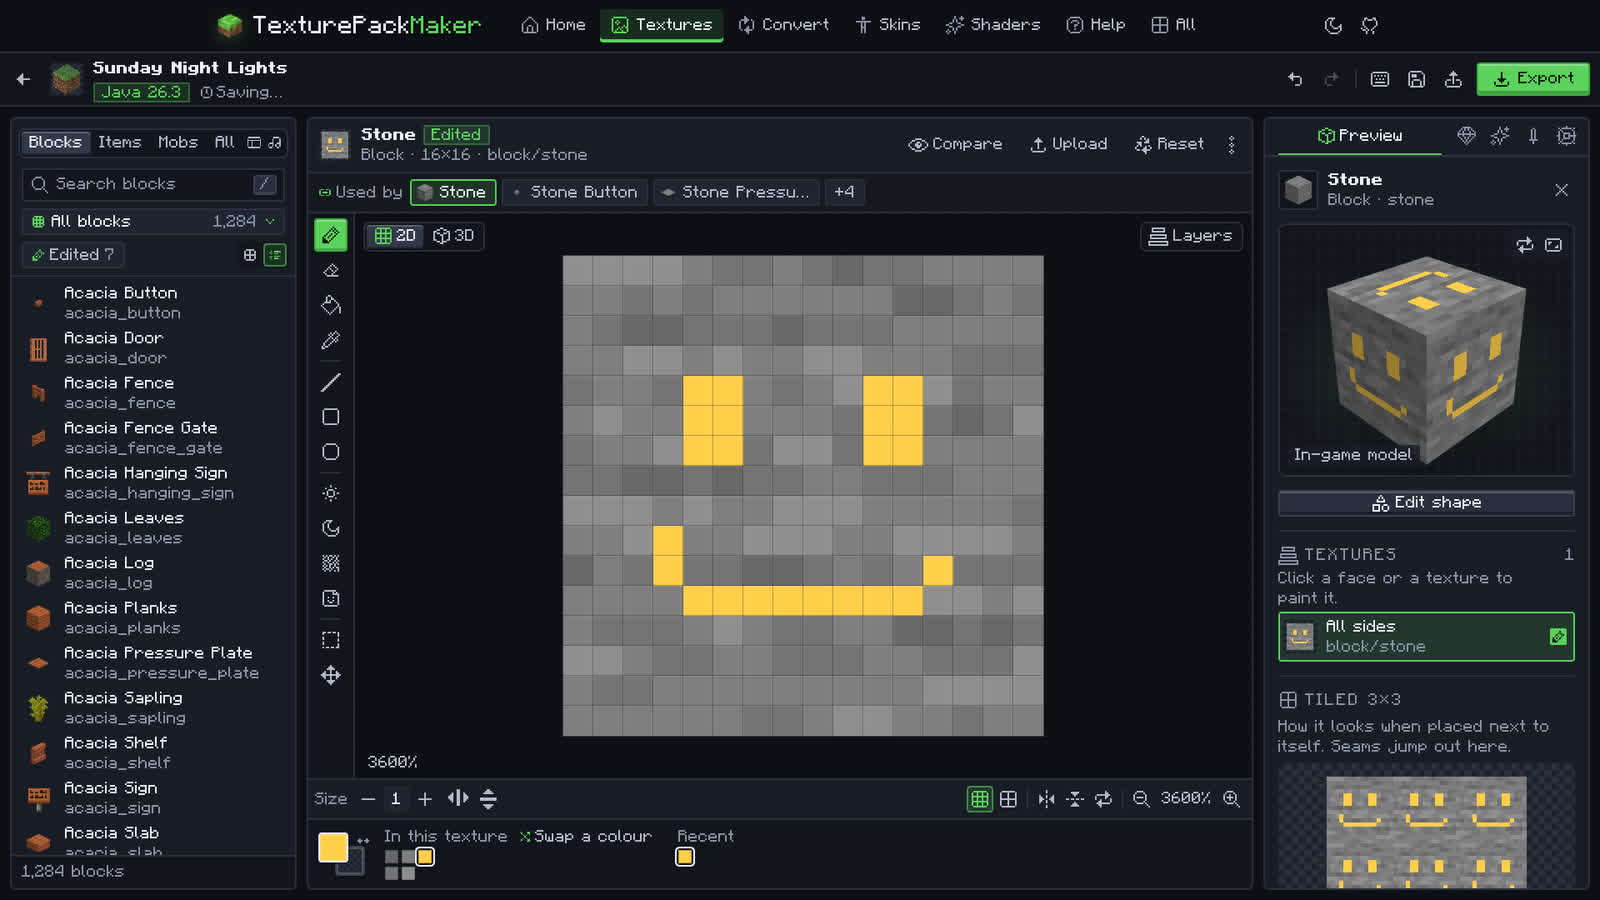 TexturePackMaker
Home
Textures
Convert
Skins
Shaders
Help
All
Sunday Night Lights
Java 26.3
Saving...
Export
Blocks
Items
Mobs
All
Search blocks
/
All blocks
1,284
Edited 7
Acacia Button
acacia_button
Acacia Door
acacia_door
Acacia Fence
acacia_fence
Acacia Fence Gate
acacia_fence_gate
Acacia Hanging Sign
acacia_hanging_sign
Acacia Leaves
acacia_leaves
Acacia Log
acacia_log
Acacia Planks
acacia_planks
Acacia Pressure Plate
acacia_pressure_plate
Acacia Sapling
acacia_sapling
Acacia Shelf
acacia_shelf
Acacia Sign
acacia_sign
Acacia Slab
acacia_slab
1,284 blocks
Stone
Edited
Block · 16×16 · block/stone
Compare
Upload
Reset
Used by
Stone
Stone Button
Stone Pressu...
+4
2D
3D
Layers
3600%
Size
1
3600%
In this texture
Swap a colour
Recent
Preview
Stone
Block · stone
In-game model
Edit shape
TEXTURES
1
Click a face or a texture to
paint it.
All sides
block/stone
TILED 3×3
How it looks when placed next to
itself. Seams jump out here.